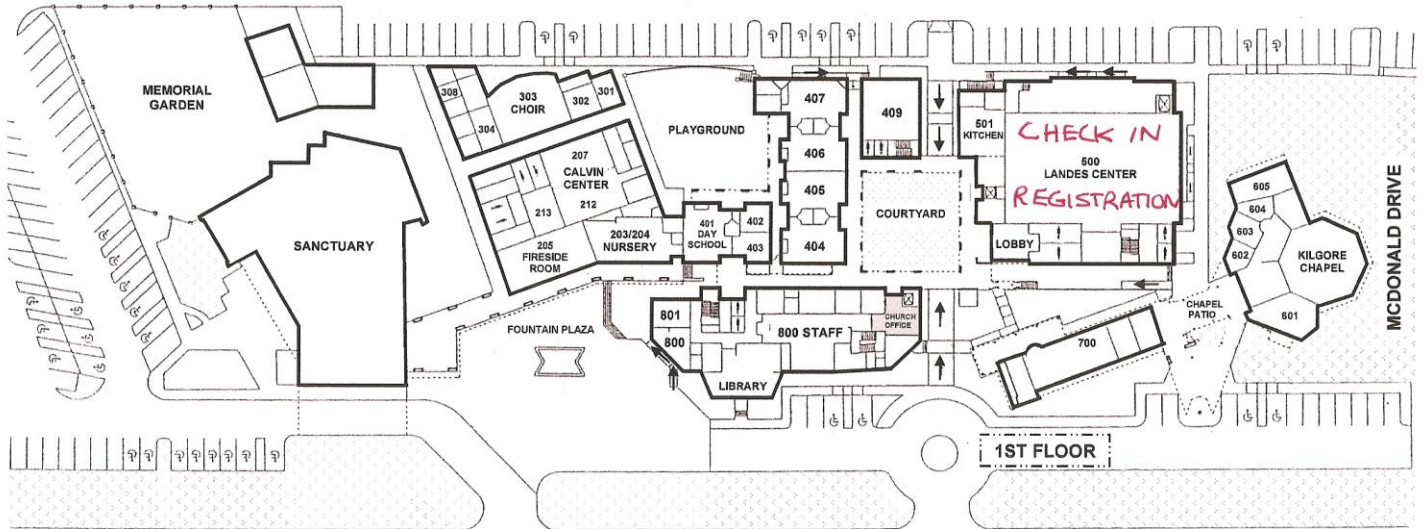 MEMORIAL
GARDEN
SANCTUARY
308
304
303
CHOIR
302
301
207
CALVIN
CENTER
213
212
205
FIRESIDE
ROOM
203/204
NURSERY
PLAYGROUND
401
DAY
SCHOOL
402
403
407
406
405
404
409
COURTYARD
501
KITCHEN
CHECK IN
500
LANDES CENTER
REGISTRATION
LOBBY
605
604
603
602
KILGORE
CHAPEL
601
MCDONALD DRIVE
CHAPEL
PATIO
700
FOUNTAIN PLAZA
801
800
800 STAFF
CHURCH
OFFICE
LIBRARY
1ST FLOOR